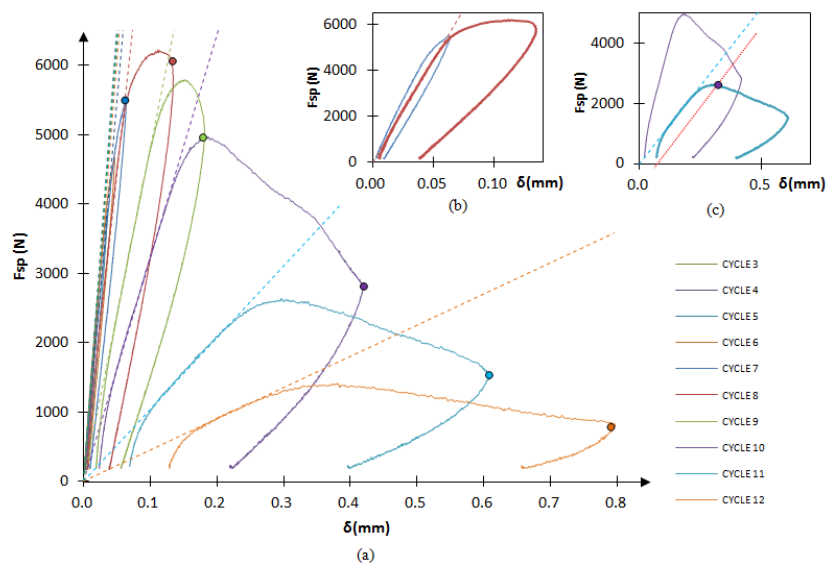 6000
4000
2000
0
Fsp (N)
0.00
0.05
0.10
δ(mm)
(b)
4000
2000
0
Fsp (N)
0.5
δ(mm)
(c)
6000
5000
4000
3000
2000
1000
0
Fsp (N)
0.0
0.1
0.2
0.3
0.4
0.5
0.6
0.7
0.8
δ(mm)
(a)
CYCLE 3
CYCLE 4
CYCLE 5
CYCLE 6
CYCLE 7
CYCLE 8
CYCLE 9
CYCLE 10
CYCLE 11
CYCLE 12